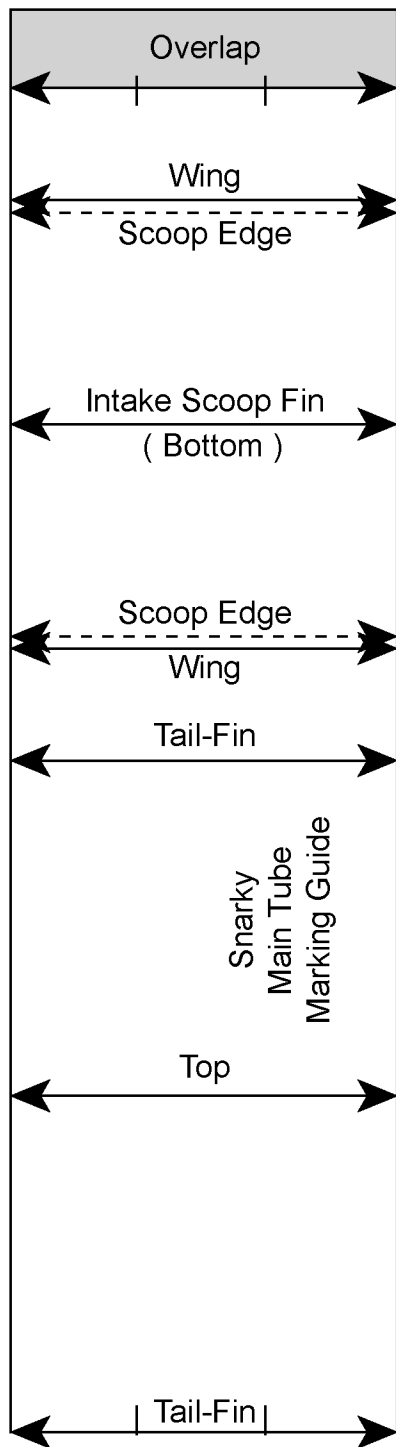 Overlap
Wing
Scoop Edge
Intake Scoop Fin
( Bottom )
Scoop Edge
Wing
Tail-Fin
Snarky
Main Tube
Marking Guide
Top
Tail-Fin